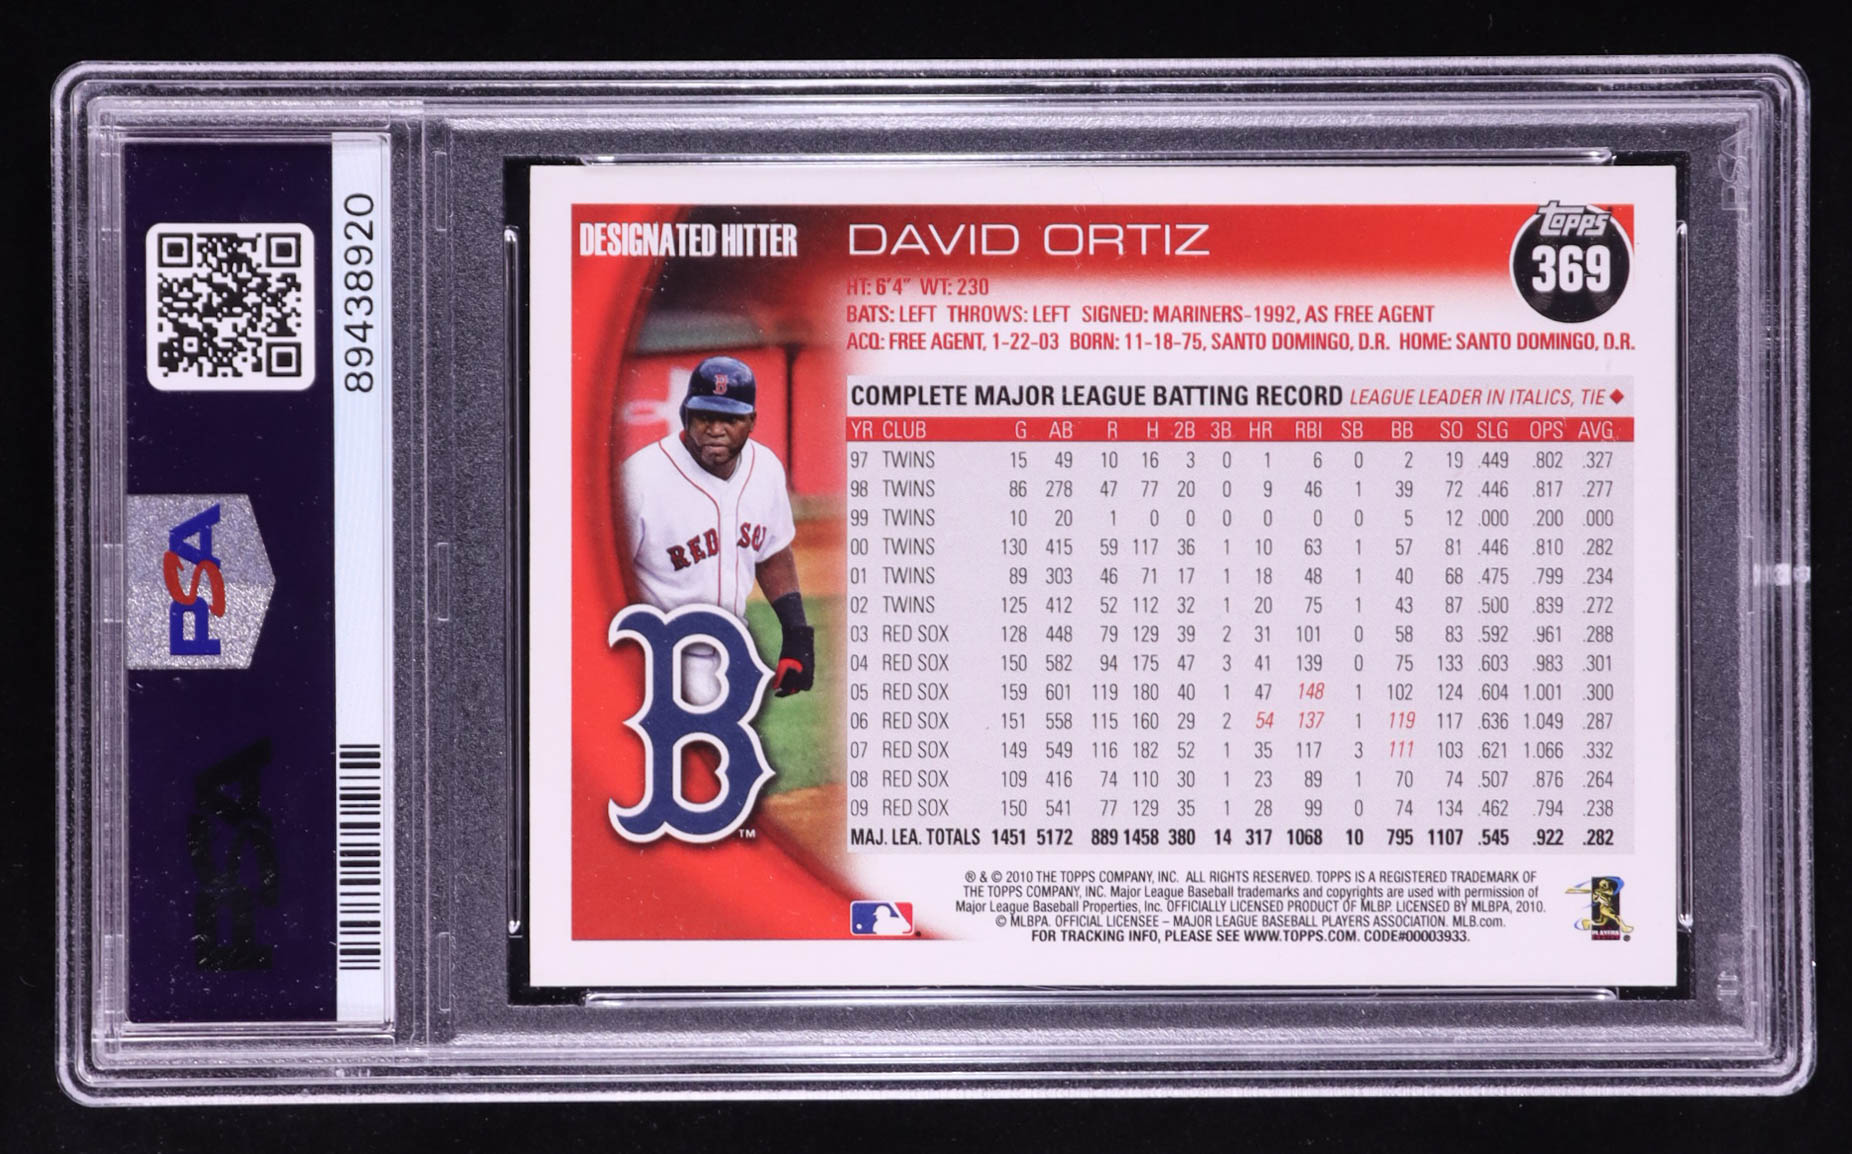 89438920
PSA
PSA
DESIGNATED HITTER
DAVID ORTIZ
Topps
369
HT: 6'4" WT: 230
BATS: LEFT THROWS: LEFT SIGNED: MARINERS-1992, AS FREE AGENT
ACQ: FREE AGENT, 1-22-03 BORN: 11-18-75, SANTO DOMINGO, D.R. HOME: SANTO DOMINGO, D.R.
B
RED SO
B
TM
COMPLETE MAJOR LEAGUE BATTING RECORD LEAGUE LEADER IN ITALICS, TIE ♦
YR CLUB G AB R H 2B 3B HR RBI SB BB SO SLG OPS AVG.
97 TWINS 15 49 10 16 3 0 1 6 0 2 19 .449 .802 .327
98 TWINS 86 278 47 77 20 0 9 46 1 39 72 .446 .817 .277
99 TWINS 10 20 1 0 0 0 0 0 0 5 12 .000 .200 .000
00 TWINS 130 415 59 117 36 1 10 63 1 57 81 .446 .810 .282
01 TWINS 89 303 46 71 17 1 18 48 1 40 68 .475 .799 .234
02 TWINS 125 412 52 112 32 1 20 75 1 43 87 .500 .839 .272
03 RED SOX 128 448 79 129 39 2 31 101 0 58 83 .592 .961 .288
04 RED SOX 150 582 94 175 47 3 41 139 0 75 133 .603 .983 .301
05 RED SOX 159 601 119 180 40 1 47 148 1 102 124 .604 1.001 .300
06 RED SOX 151 558 115 160 29 2 54 137 1 119 117 .636 1.049 .287
07 RED SOX 149 549 116 182 52 1 35 117 3 111 103 .621 1.066 .332
08 RED SOX 109 416 74 110 30 1 23 89 1 70 74 .507 .876 .264
09 RED SOX 150 541 77 129 35 1 28 99 0 74 134 .462 .794 .238
MAJ. LEA. TOTALS 1451 5172 889 1458 380 14 317 1068 10 795 1107 .545 .922 .282
® & © 2010 THE TOPPS COMPANY, INC. ALL RIGHTS RESERVED. TOPPS IS A REGISTERED TRADEMARK OF
THE TOPPS COMPANY, INC. Major League Baseball trademarks and copyrights are used with permission of
Major League Baseball Properties, Inc. OFFICIALLY LICENSED PRODUCT OF MLBP. LICENSED BY MLBPA, 2010.
© MLBPA. OFFICIAL LICENSEE – MAJOR LEAGUE BASEBALL PLAYERS ASSOCIATION. MLB.com.
FOR TRACKING INFO, PLEASE SEE WWW.TOPPS.COM. CODE#00003933.
PLAYERS
PSA